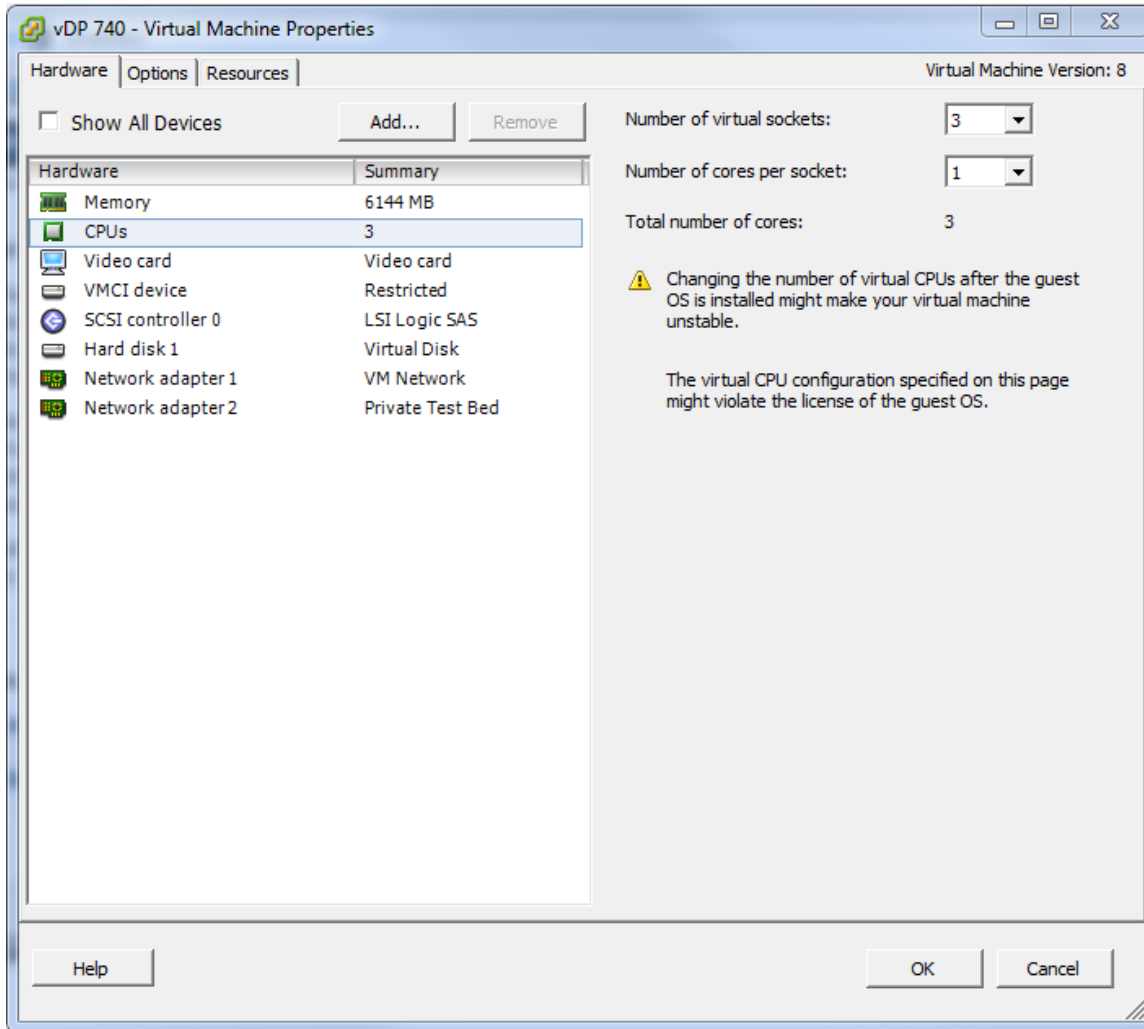 vDP 740 - Virtual Machine Properties
Hardware Options Resources Virtual Machine Version: 8
Show All Devices Add... Remove
Hardware Summary
Memory 6144 MB
CPUs 3
Video card Video card
VMCI device Restricted
SCSI controller 0 LSI Logic SAS
Hard disk 1 Virtual Disk
Network adapter 1 VM Network
Network adapter 2 Private Test Bed
Number of virtual sockets: 3
Number of cores per socket: 1
Total number of cores: 3
Changing the number of virtual CPUs after the guest
OS is installed might make your virtual machine
unstable.
The virtual CPU configuration specified on this page
might violate the license of the guest OS.
Help OK Cancel